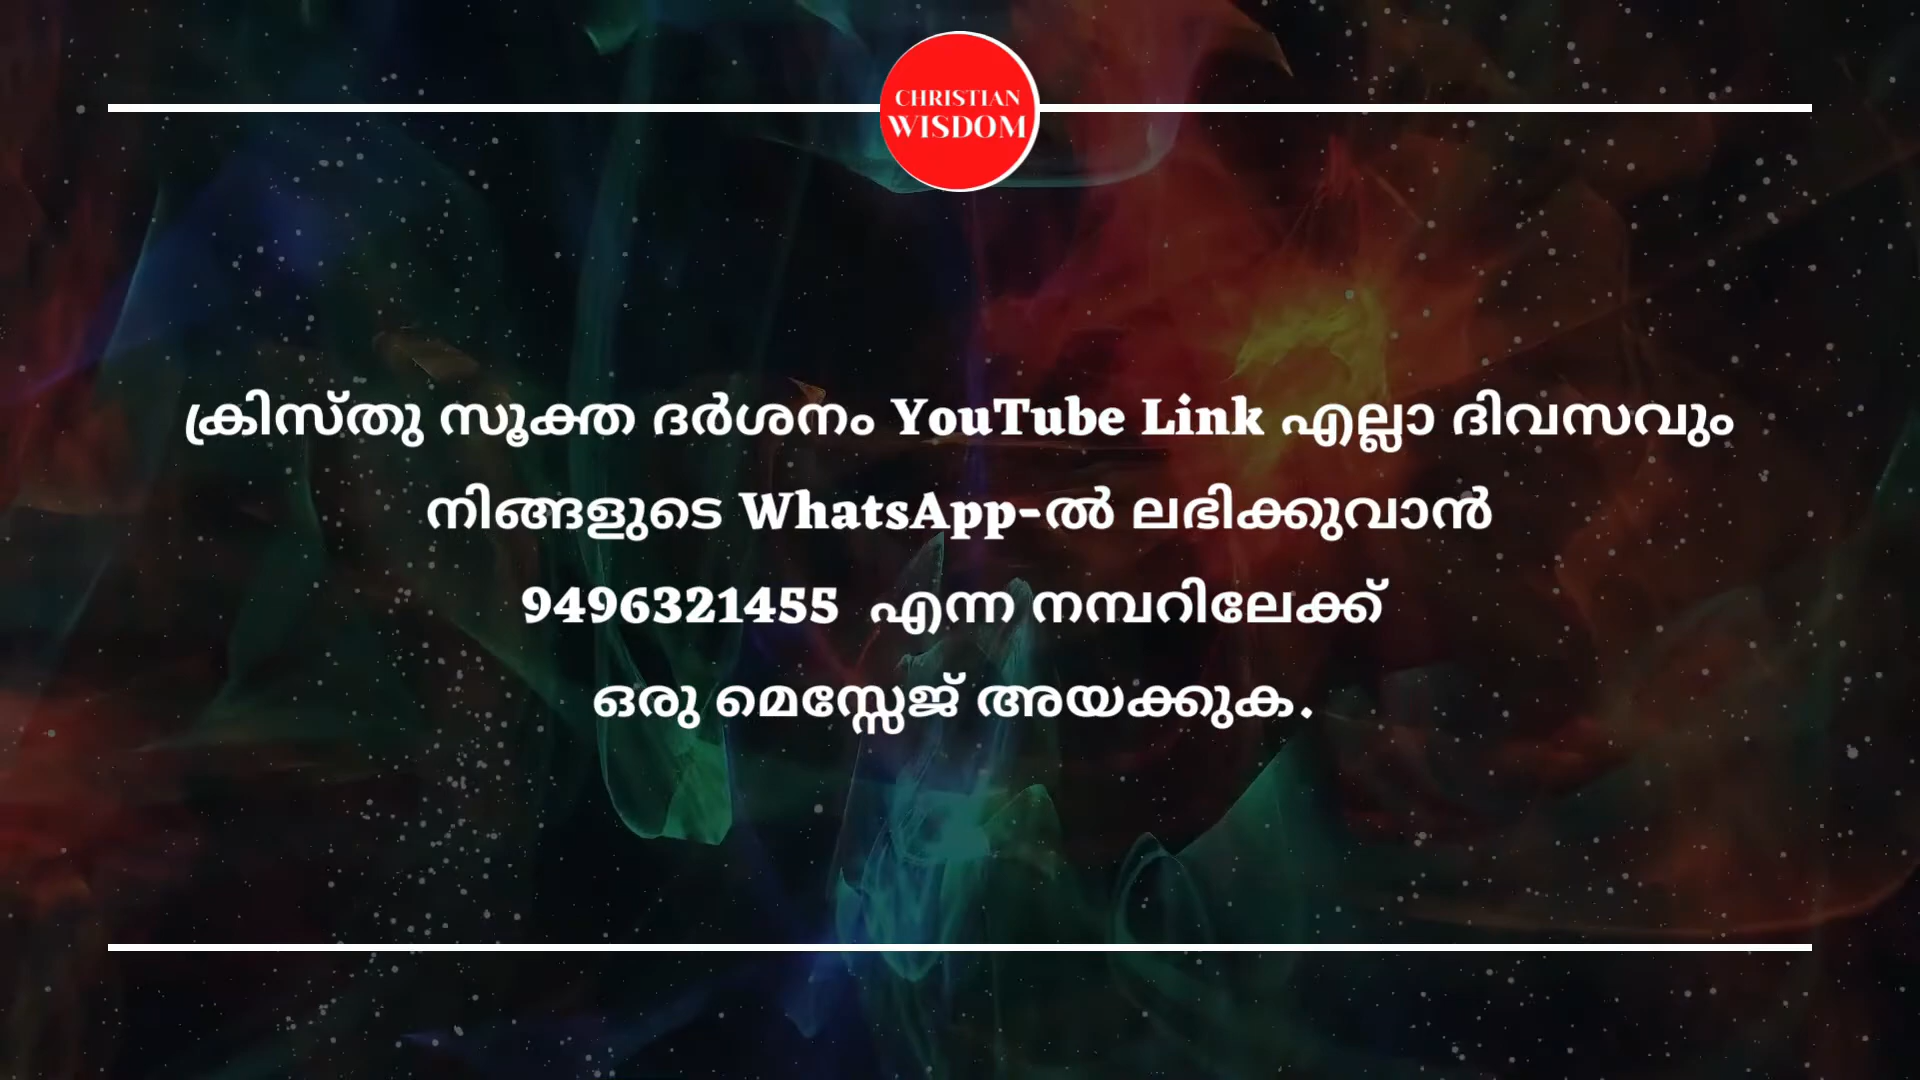 CHRISTIAN
WISDOM
ക്രിസ്തു സൂക്ത ദർശനം YouTube Link എല്ലാ ദിവസവും
നിങ്ങളുടെ WhatsApp-ൽ ലഭിക്കുവാൻ
9496321455 എന്ന നമ്പറിലേക്ക്
ഒരു മെസ്സേജ് അയക്കുക.